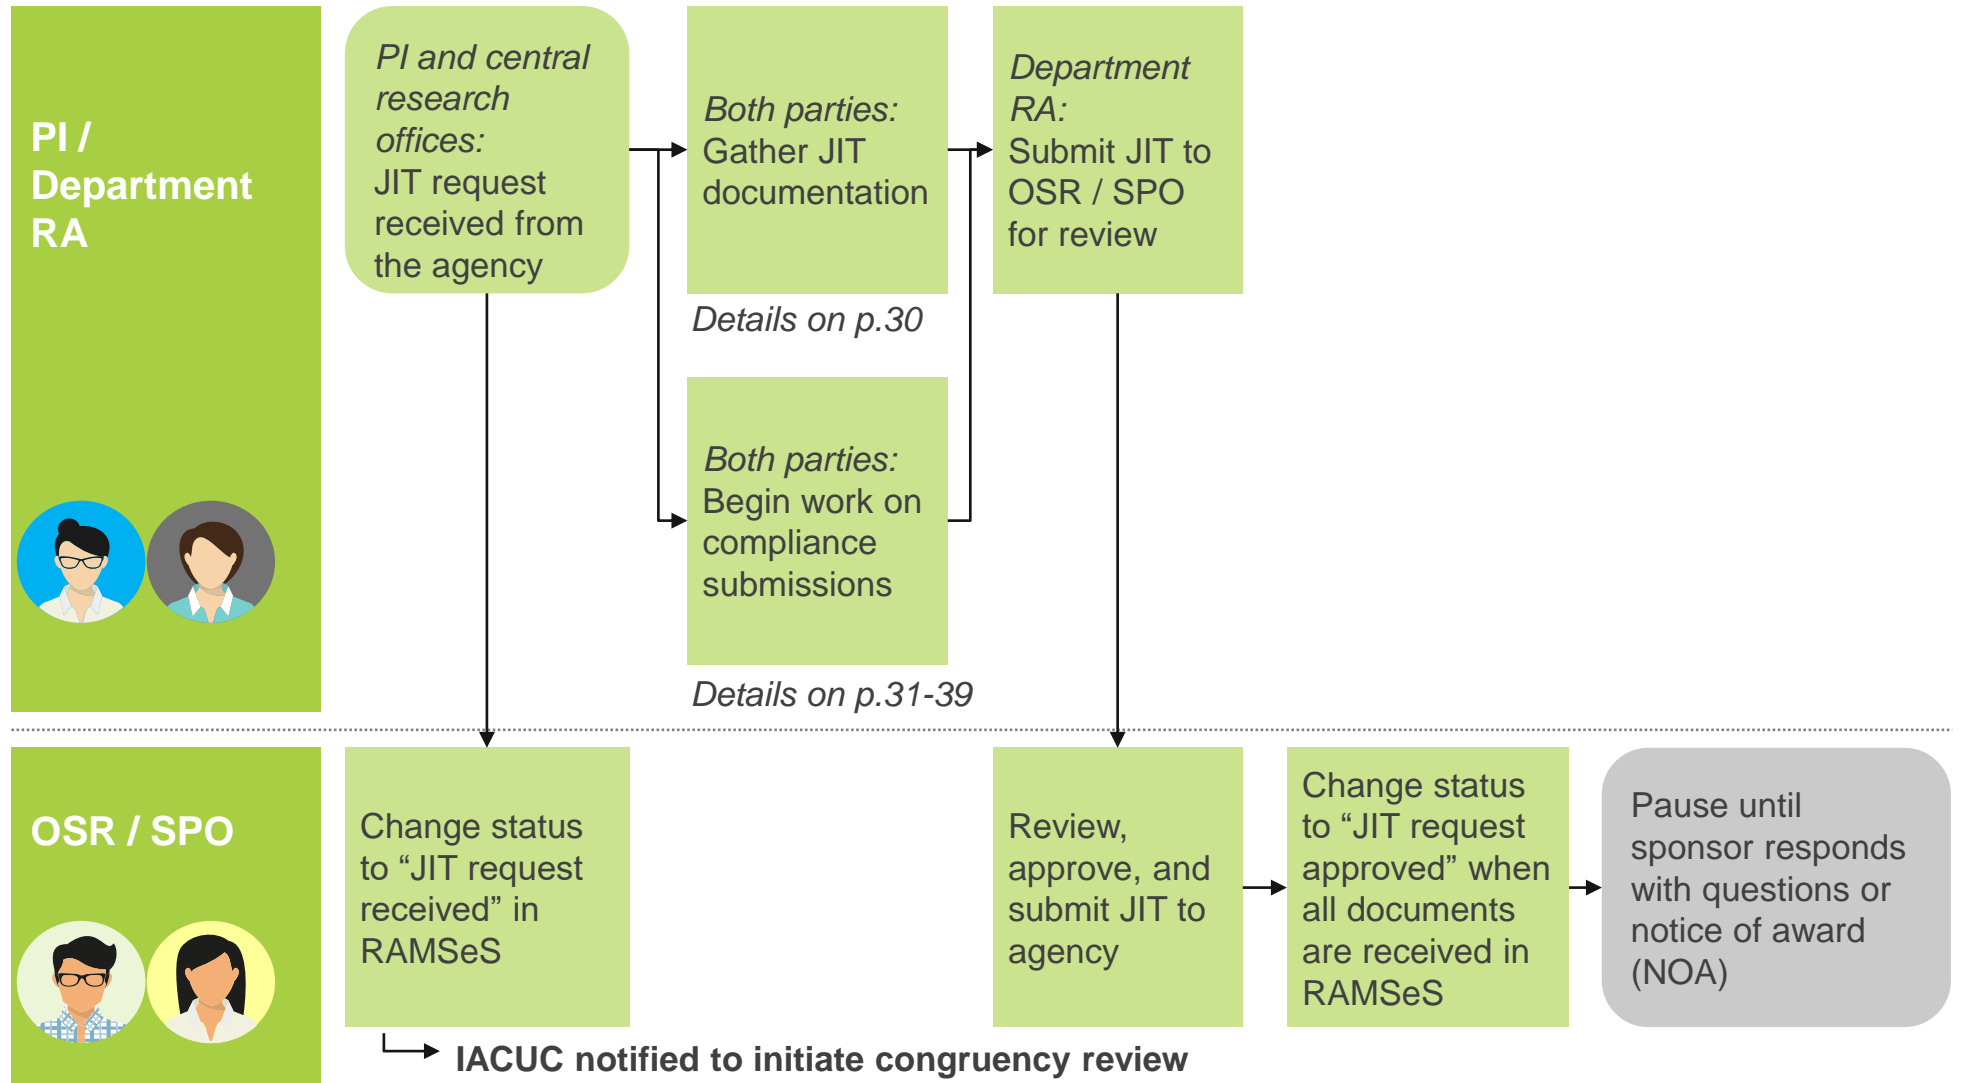 PI /
Department
RA
PI and central
research
offices:
JIT request
received from
the agency
Both parties:
Gather JIT
documentation
Details on p.30
Both parties:
Begin work on
compliance
submissions
Details on p.31-39
Department
RA:
Submit JIT to
OSR / SPO
for review
OSR / SPO
Change status
to “JIT request
received” in
RAMSeS
IACUC notified to initiate congruency review
Review,
approve, and
submit JIT to
agency
Change status
to “JIT request
approved” when
all documents
are received in
RAMSeS
Pause until
sponsor responds
with questions or
notice of award
(NOA)